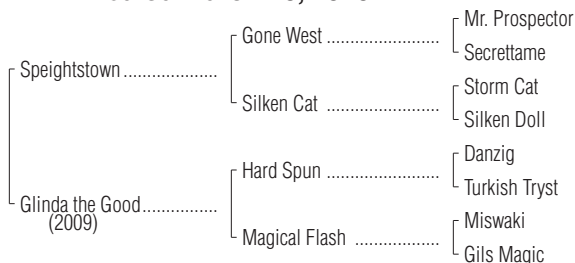 Mr. Prospector
Gone West
Secrettame
Speightstown
Storm Cat
Silken Cat
Silken Doll
Danzig
Hard Spun
Turkish Tryst
Glinda the Good
(2009)
Miswaki
Magical Flash
Gils Magic